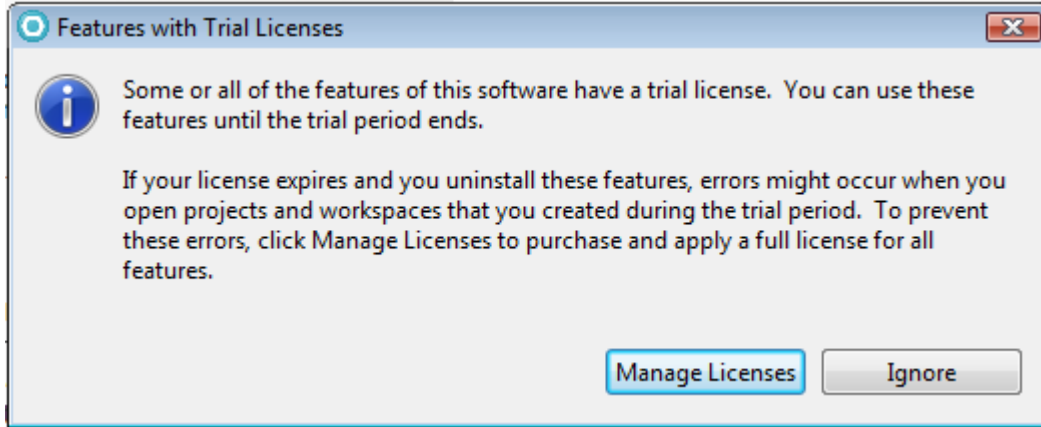 Features with Trial Licenses
Some or all of the features of this software have a trial license.  You can use these
features until the trial period ends.
If your license expires and you uninstall these features, errors might occur when you
open projects and workspaces that you created during the trial period.  To prevent
these errors, click Manage Licenses to purchase and apply a full license for all
features.
Manage Licenses
Ignore